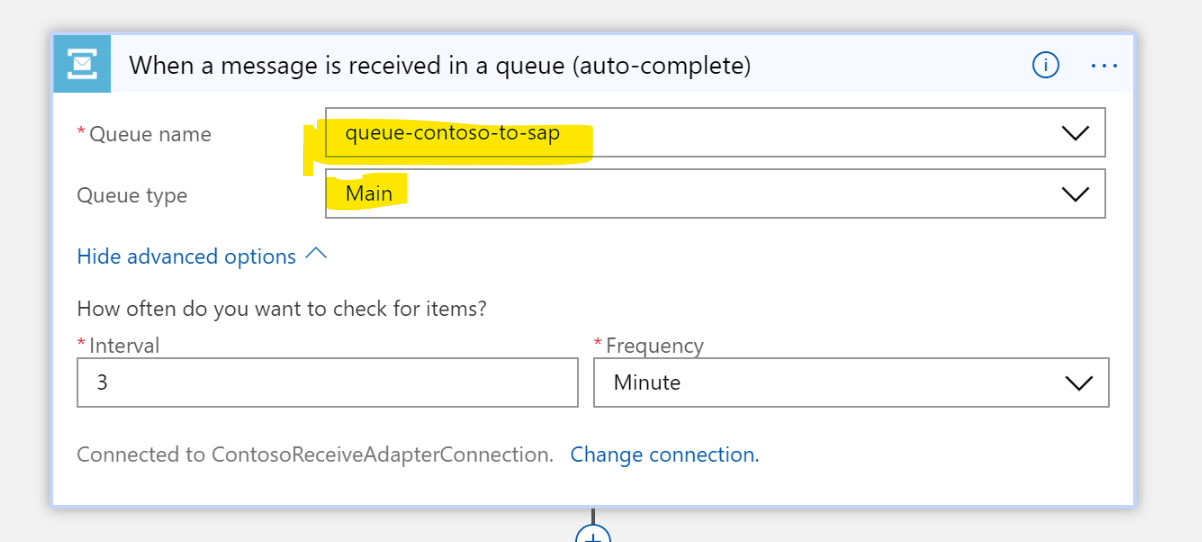 When a message is received in a queue (auto-complete)
* Queue name
queue-contoso-to-sap
Queue type
Main
Hide advanced options
How often do you want to check for items?
* Interval
* Frequency
3
Minute
Connected to ContosoReceiveAdapterConnection. Change connection.